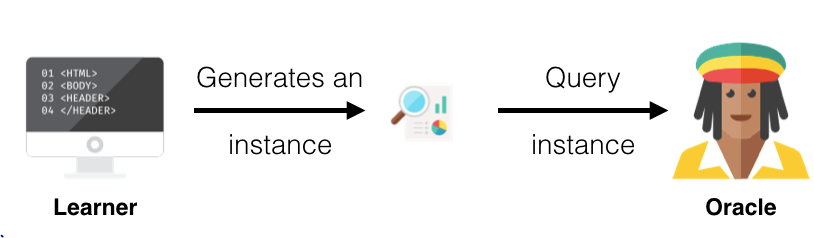 01 <HTML>
02 <BODY>
03 <HEADER>
04 </HEADER>
Generates an
instance
Query
instance
Learner
Oracle